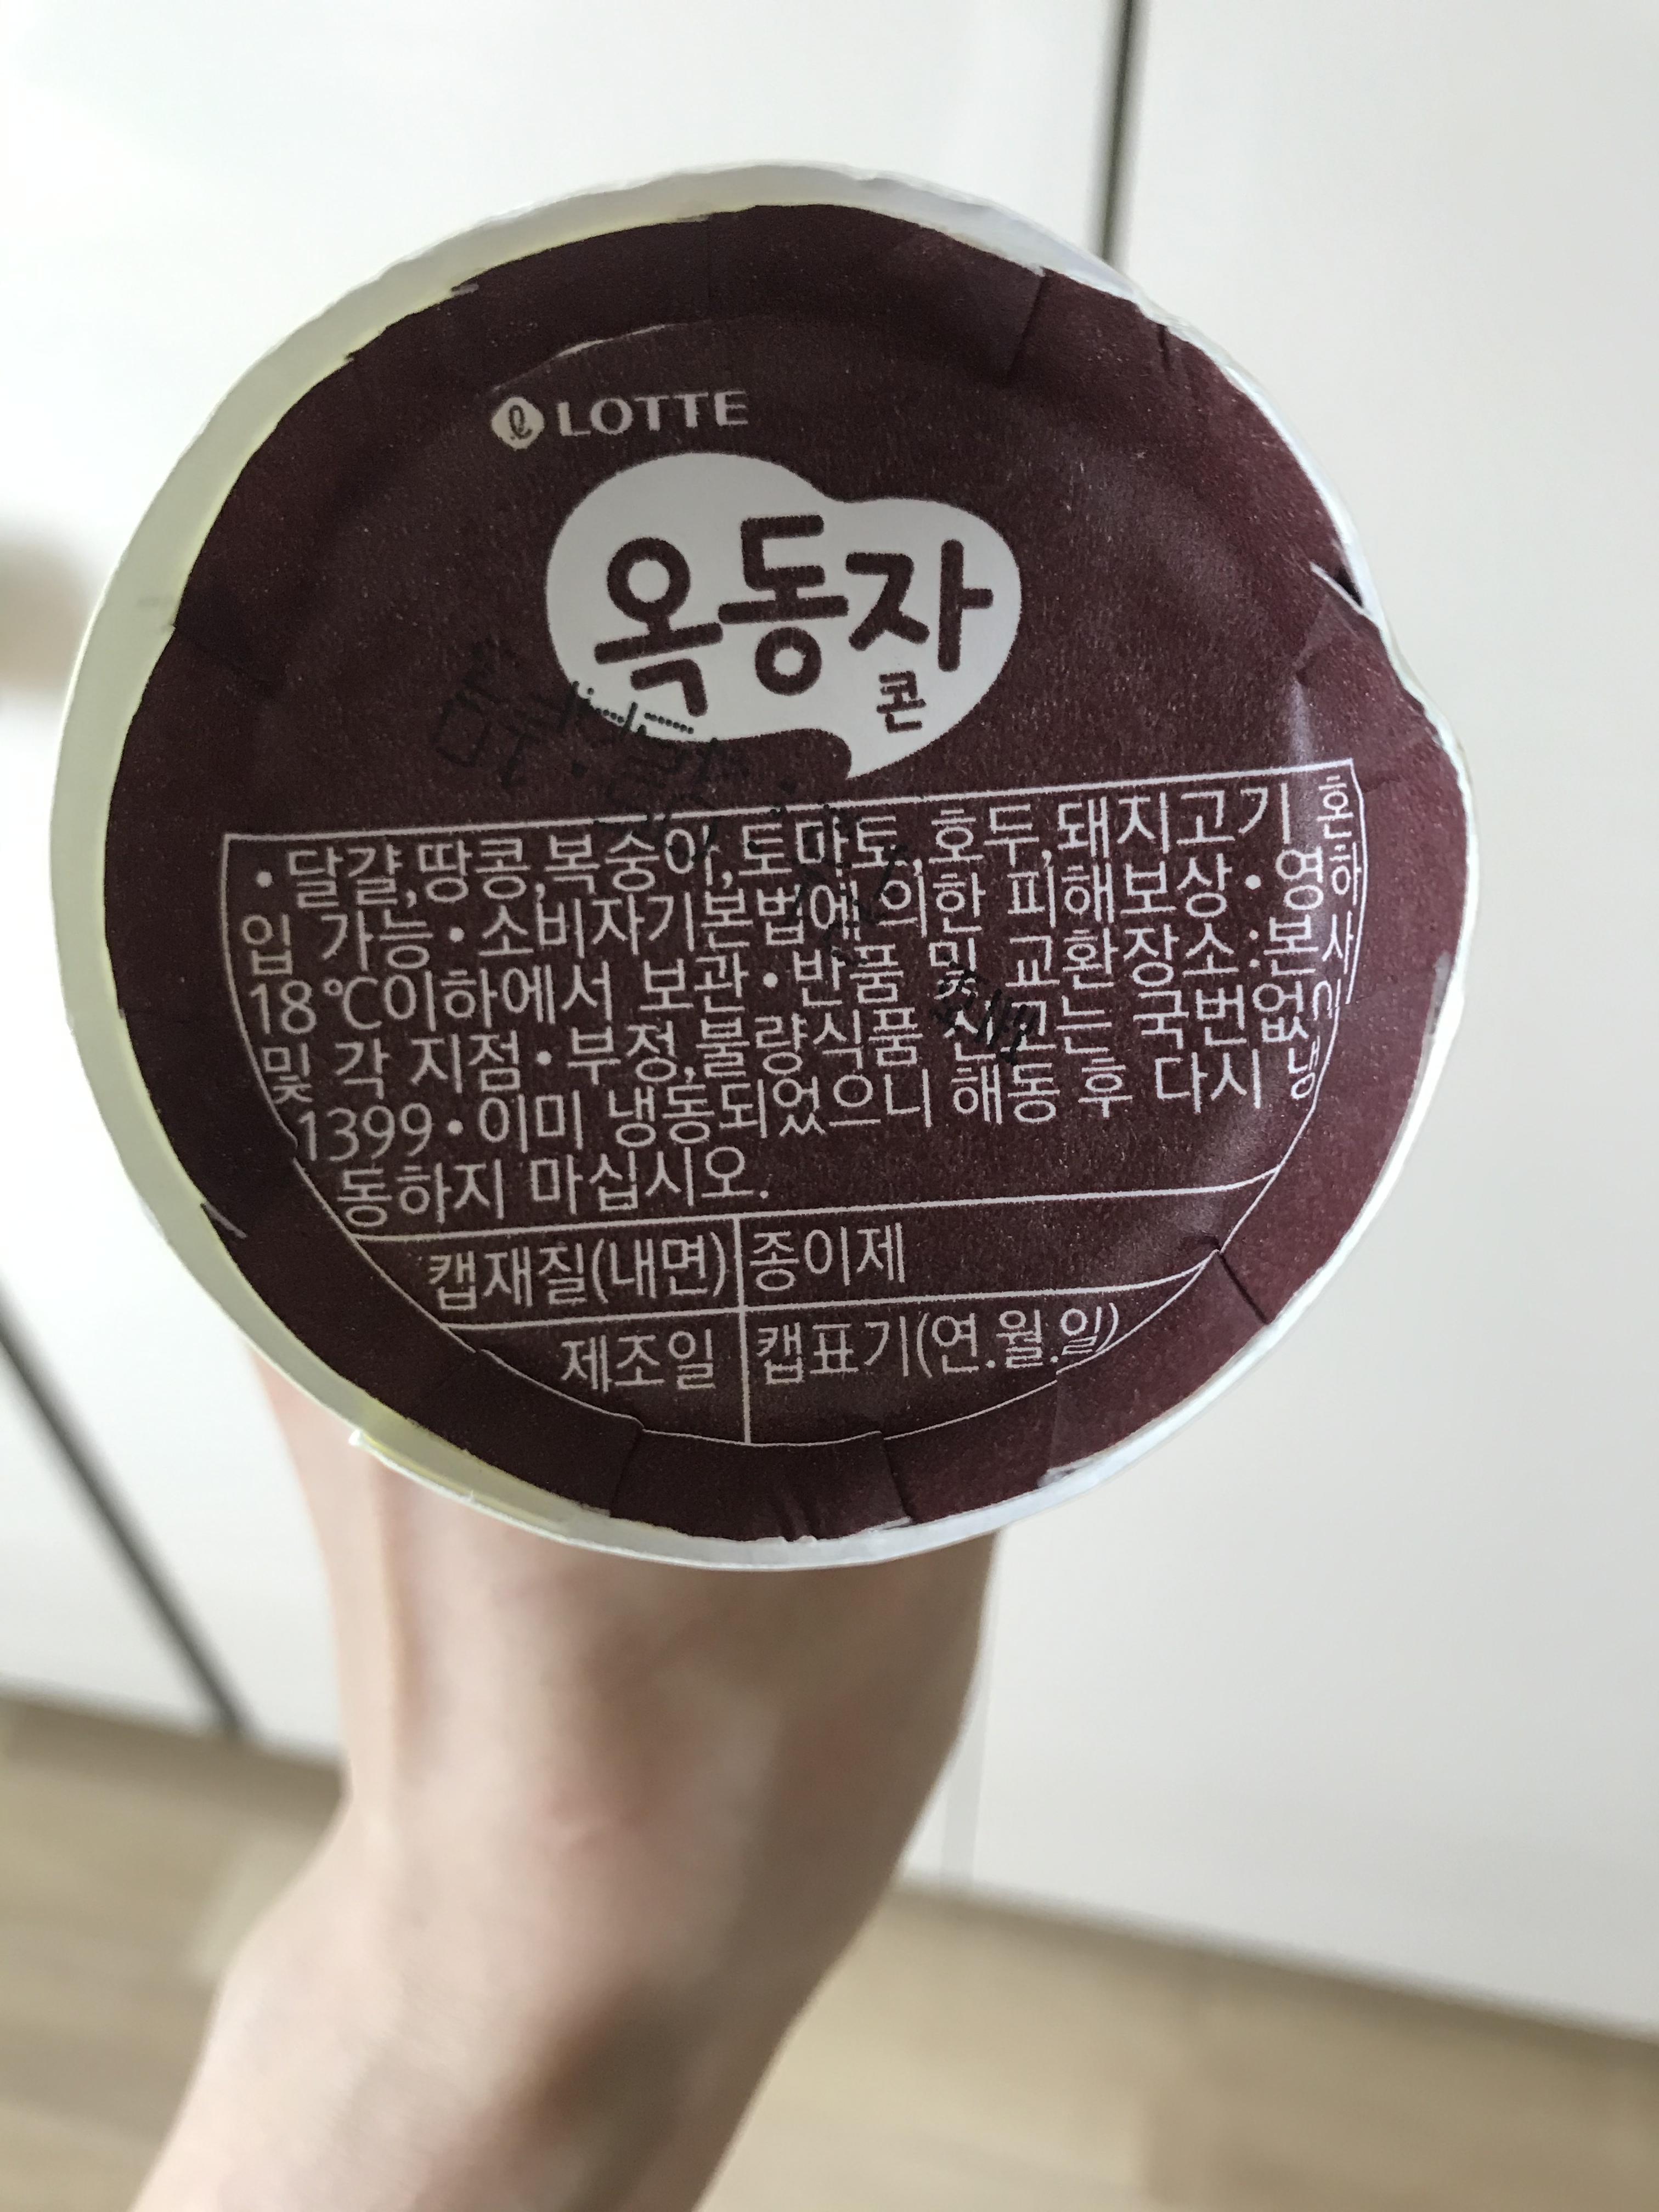 LOTTE
옥동자
콘
•달걀,땅콩,복숭아,토마토,호두,돼지고기 혼
입 가능•소비자기본법에 의한 피해보상•영하
18℃이하에서 보관•반품 및 교환장소:본사
및 각 지점•부정,불량식품 신고는 국번없이
1399•이미 냉동되었으니 해동 후 다시 냉
동하지 마십시오.
캡재질(내면) 종이제
제조일 캡표기(연.월.일)